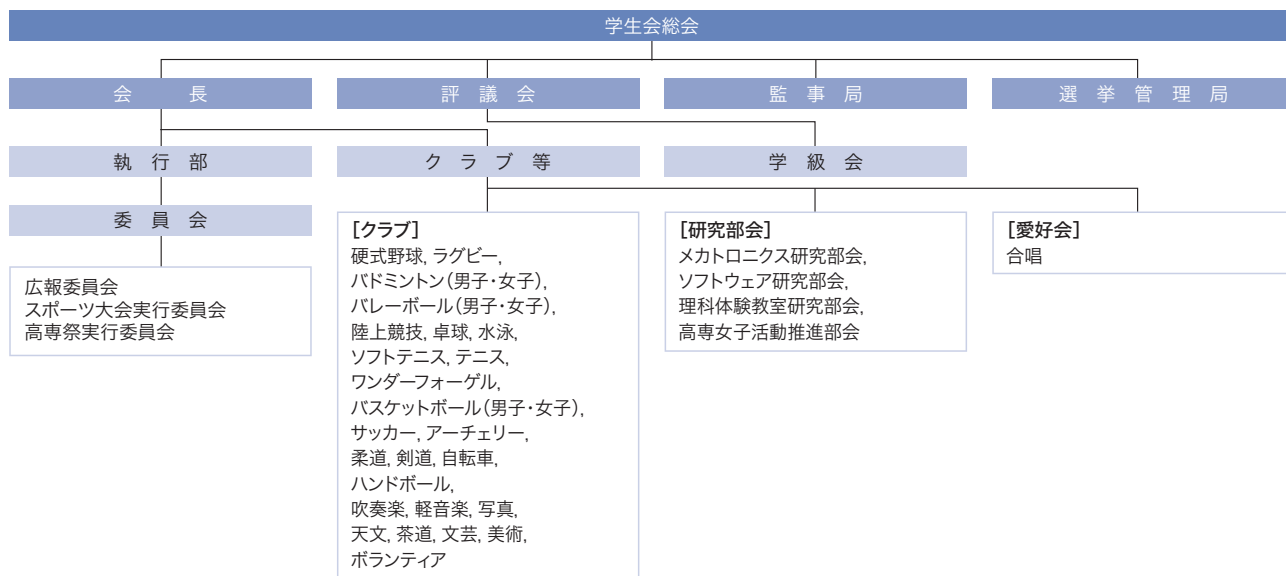 学生会総会
会長
評議会
監事局
選挙管理局
執行部
クラブ等
学級会
委員会
広報委員会
スポーツ大会実行委員会
高専祭実行委員会
[クラブ]
硬式野球, ラグビー,
バドミントン(男子・女子),
バレーボール(男子・女子),
陸上競技, 卓球, 水泳,
ソフトテニス, テニス,
ワンダーフォーゲル,
バスケットボール(男子・女子),
サッカー, アーチェリー,
柔道, 剣道, 自転車,
ハンドボール,
吹奏楽, 軽音楽, 写真,
天文, 茶道, 文芸, 美術,
ボランティア
[研究部会]
メカトロニクス研究部会,
ソフトウェア研究部会,
理科体験教室研究部会,
高専女子活動推進部会
[愛好会]
合唱